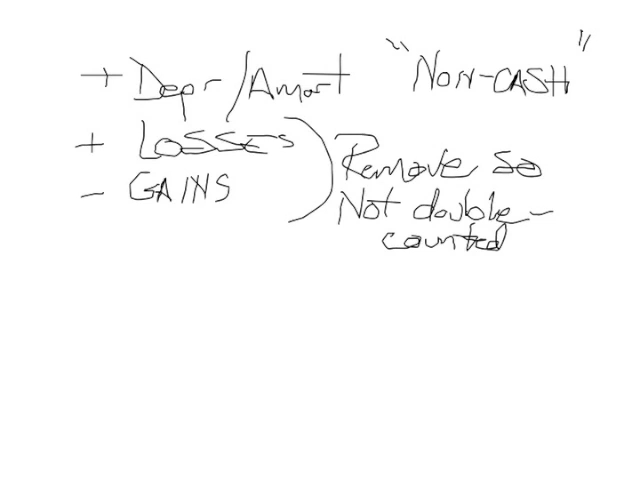 + Depr/Amort "NON-CASH"
+ LOSSES
- GAINS
Remove so
Not double-
counted